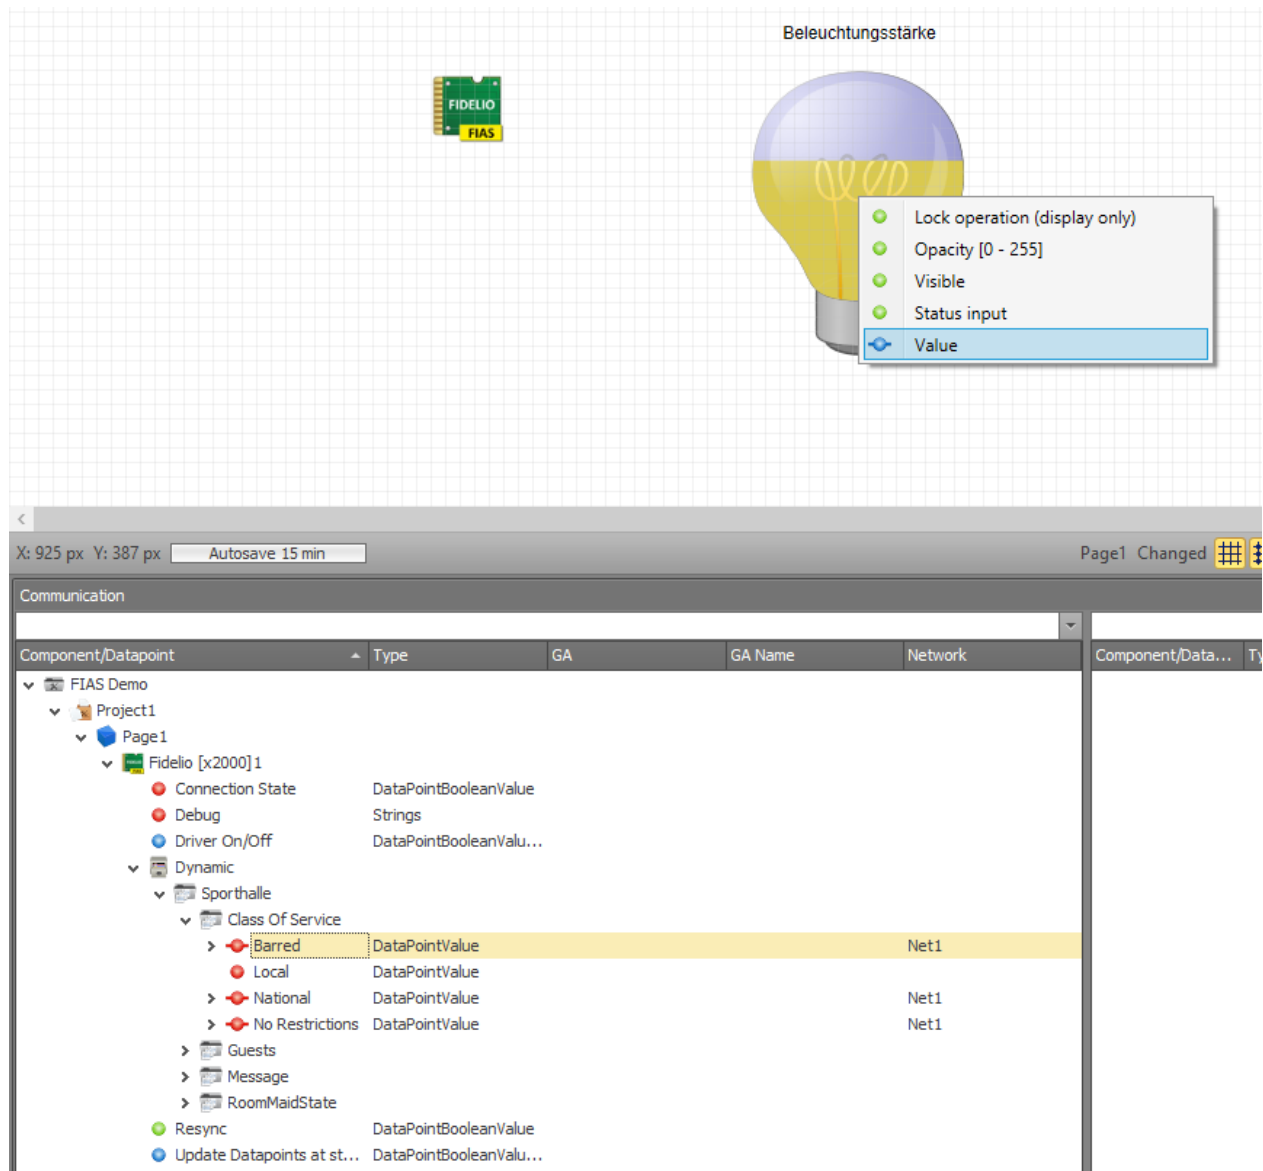 Beleuchtungsstärke
FIDELIO
FIAS
Lock operation (display only)
Opacity [0 - 255]
Visible
Status input
Value
X: 925 px Y: 387 px Autosave 15 min Page1 Changed
Communication
Component/Datapoint Type GA GA Name Network Component/Data... Ty
FIAS Demo
Project1
Page1
Fidelio [x2000]1
Connection State DataPointBooleanValue
Debug Strings
Driver On/Off DataPointBooleanValu...
Dynamic
Sporthalle
Class Of Service
Barred DataPointValue Net1
Local DataPointValue
National DataPointValue Net1
No Restrictions DataPointValue Net1
Guests
Message
RoomMaidState
Resync DataPointBooleanValue
Update Datapoints at st... DataPointBooleanValu...